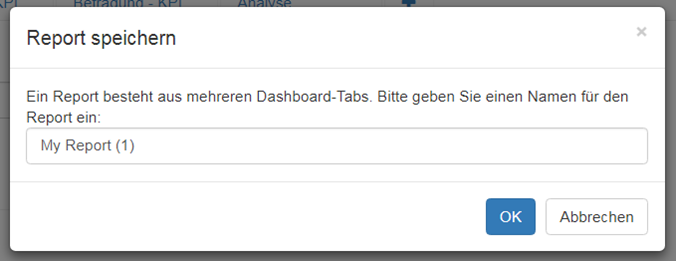 KPI Befragung - KPI Analyse
Report speichern ×
Ein Report besteht aus mehreren Dashboard-Tabs. Bitte geben Sie einen Namen für den
Report ein:
My Report (1)
OK Abbrechen